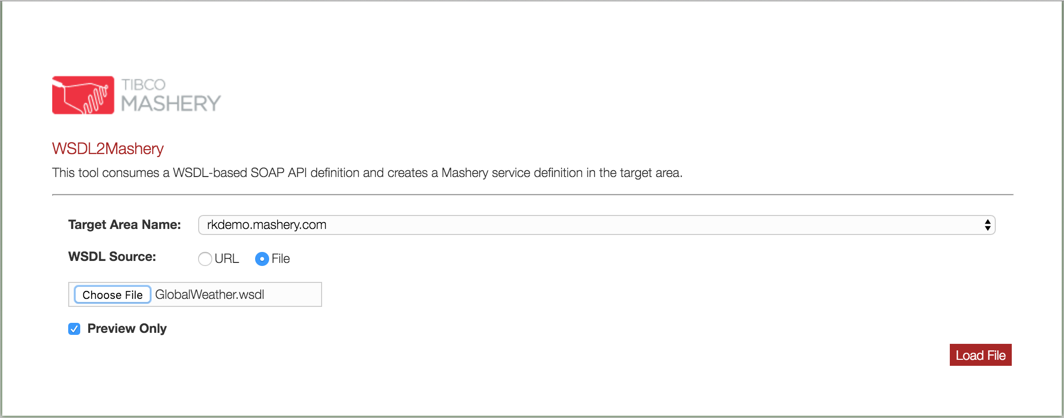 TIBCO
MASHERY
WSDL2Mashery
This tool consumes a WSDL-based SOAP API definition and creates a Mashery service definition in the target area.
Target Area Name: rkdemo.mashery.com
WSDL Source: URL File
Choose File GlobalWeather.wsdl
Preview Only
Load File